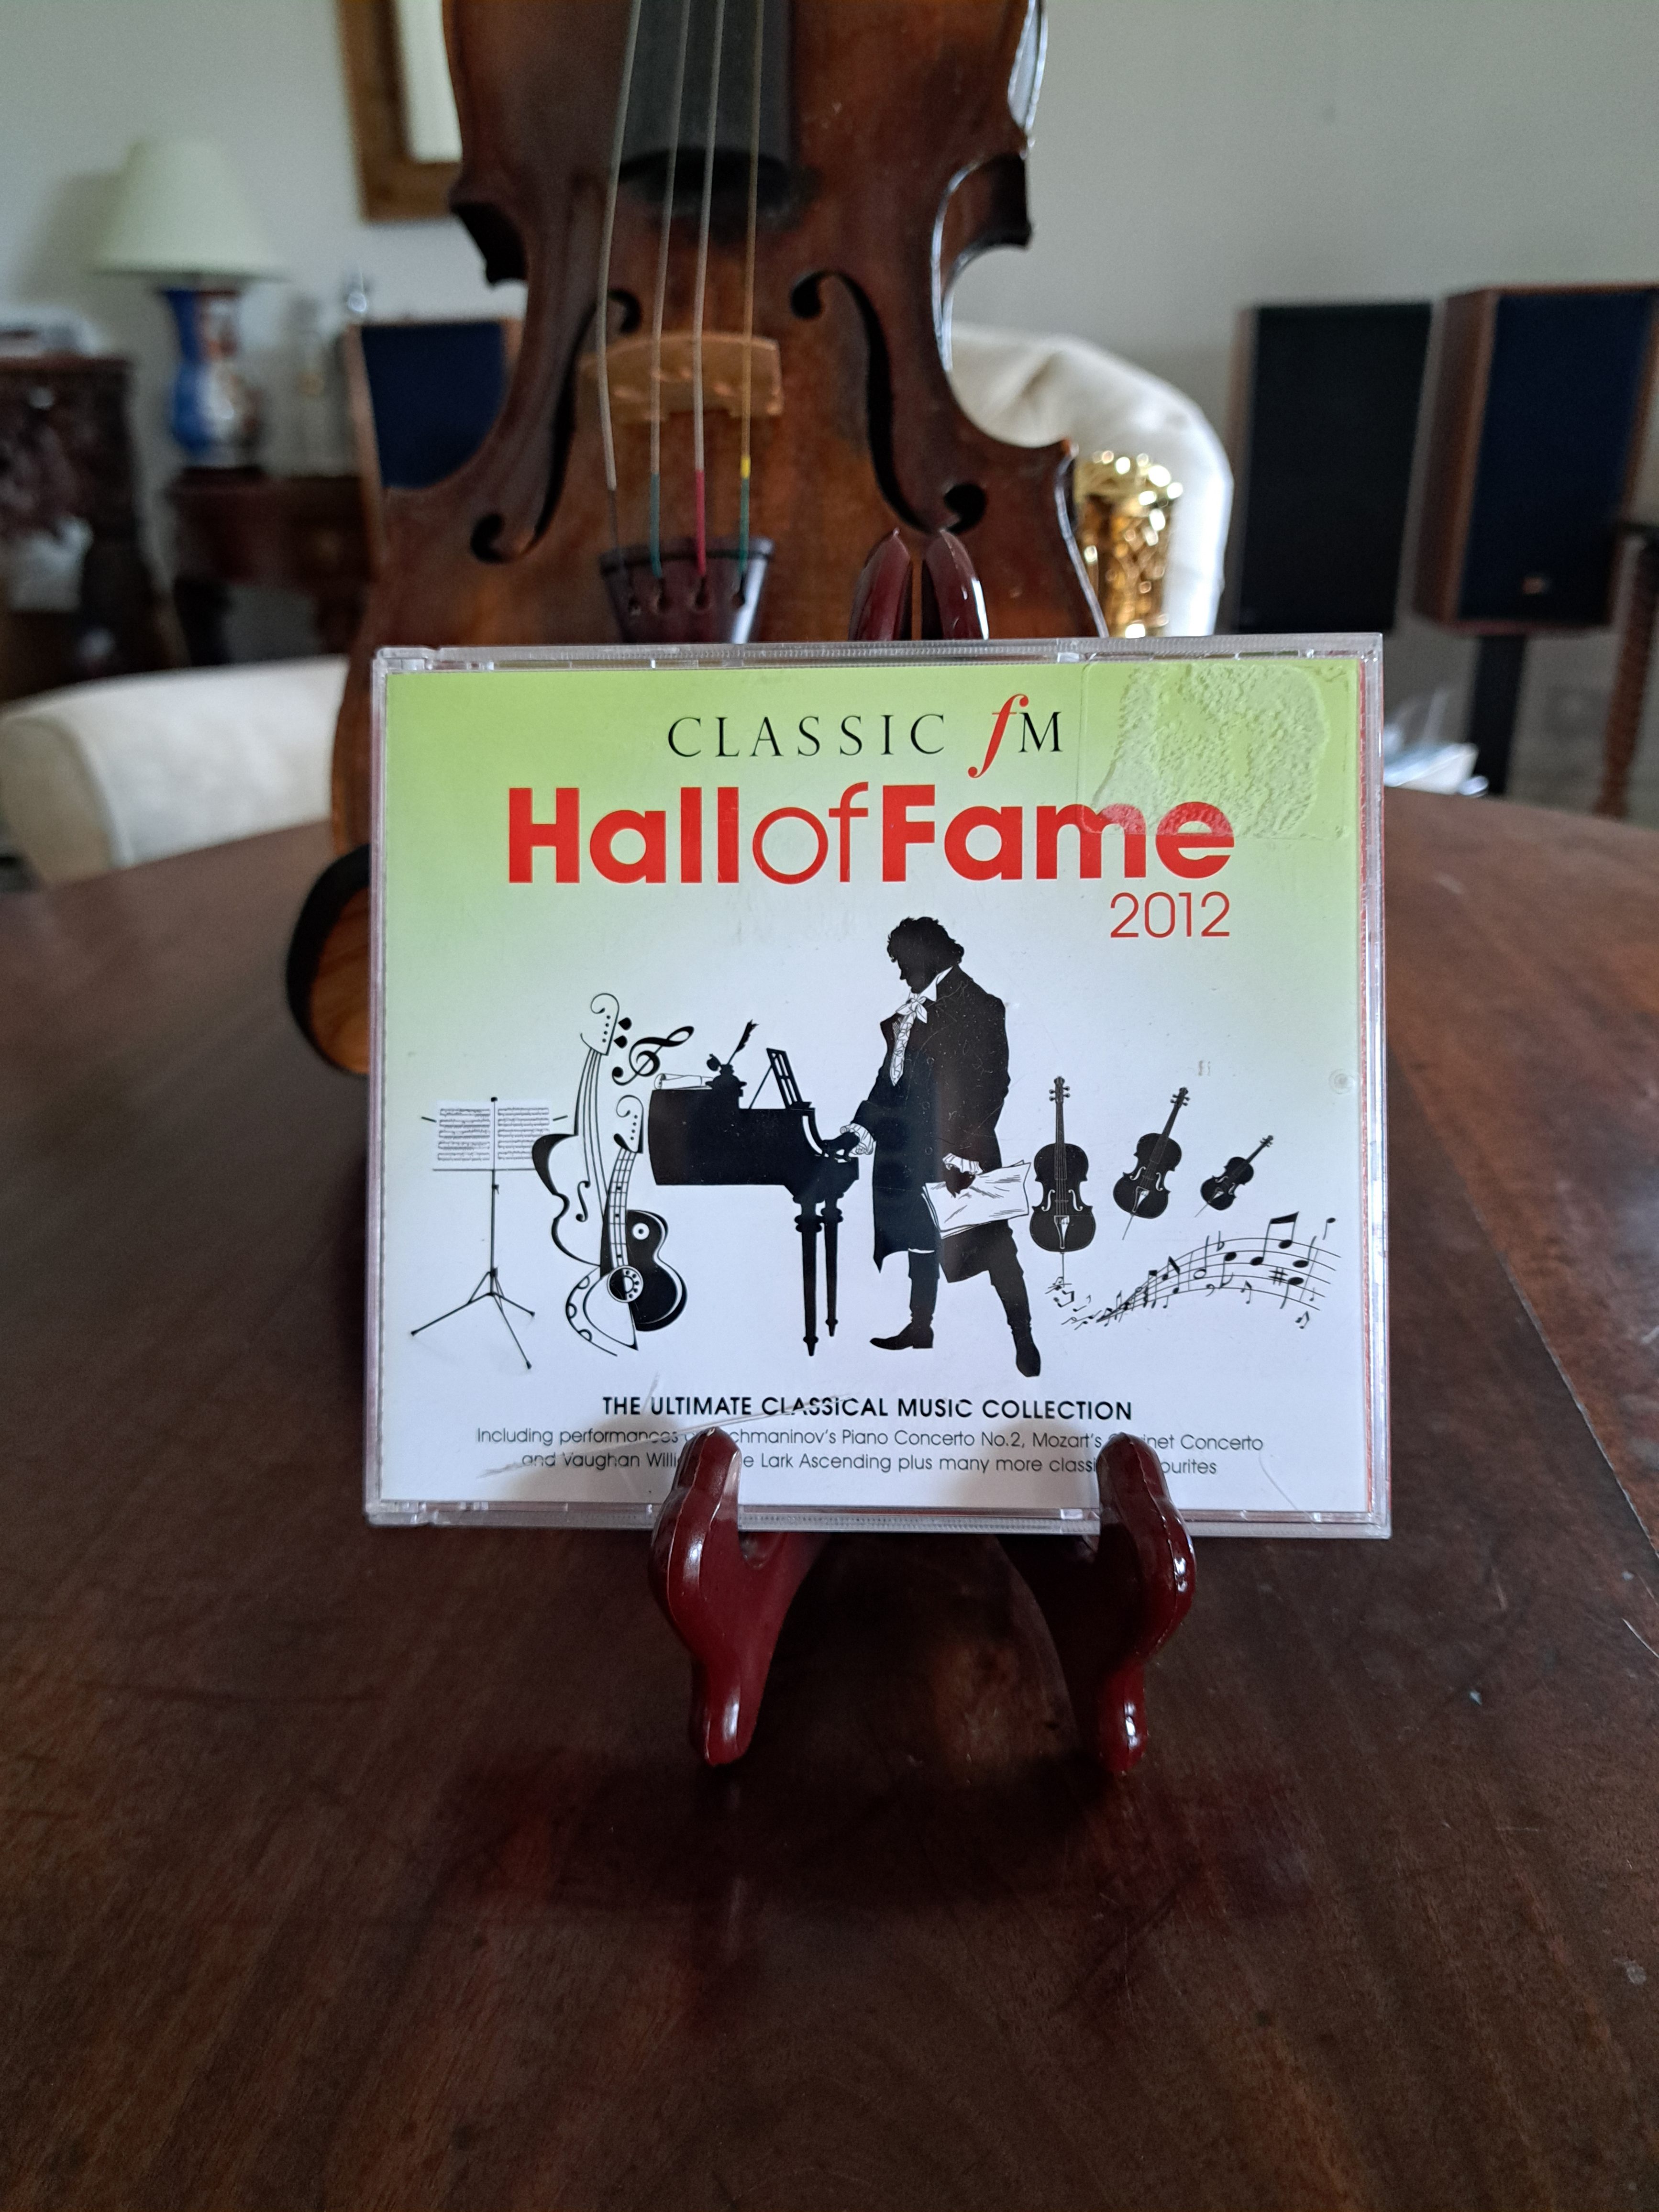 CLASSIC fM
HallofFame
2012
THE ULTIMATE CLASSICAL MUSIC COLLECTION
Including performances chmaninov's Piano Concerto No.2, Mozart's Concerto
and Vaughan Lark Ascending plus many more